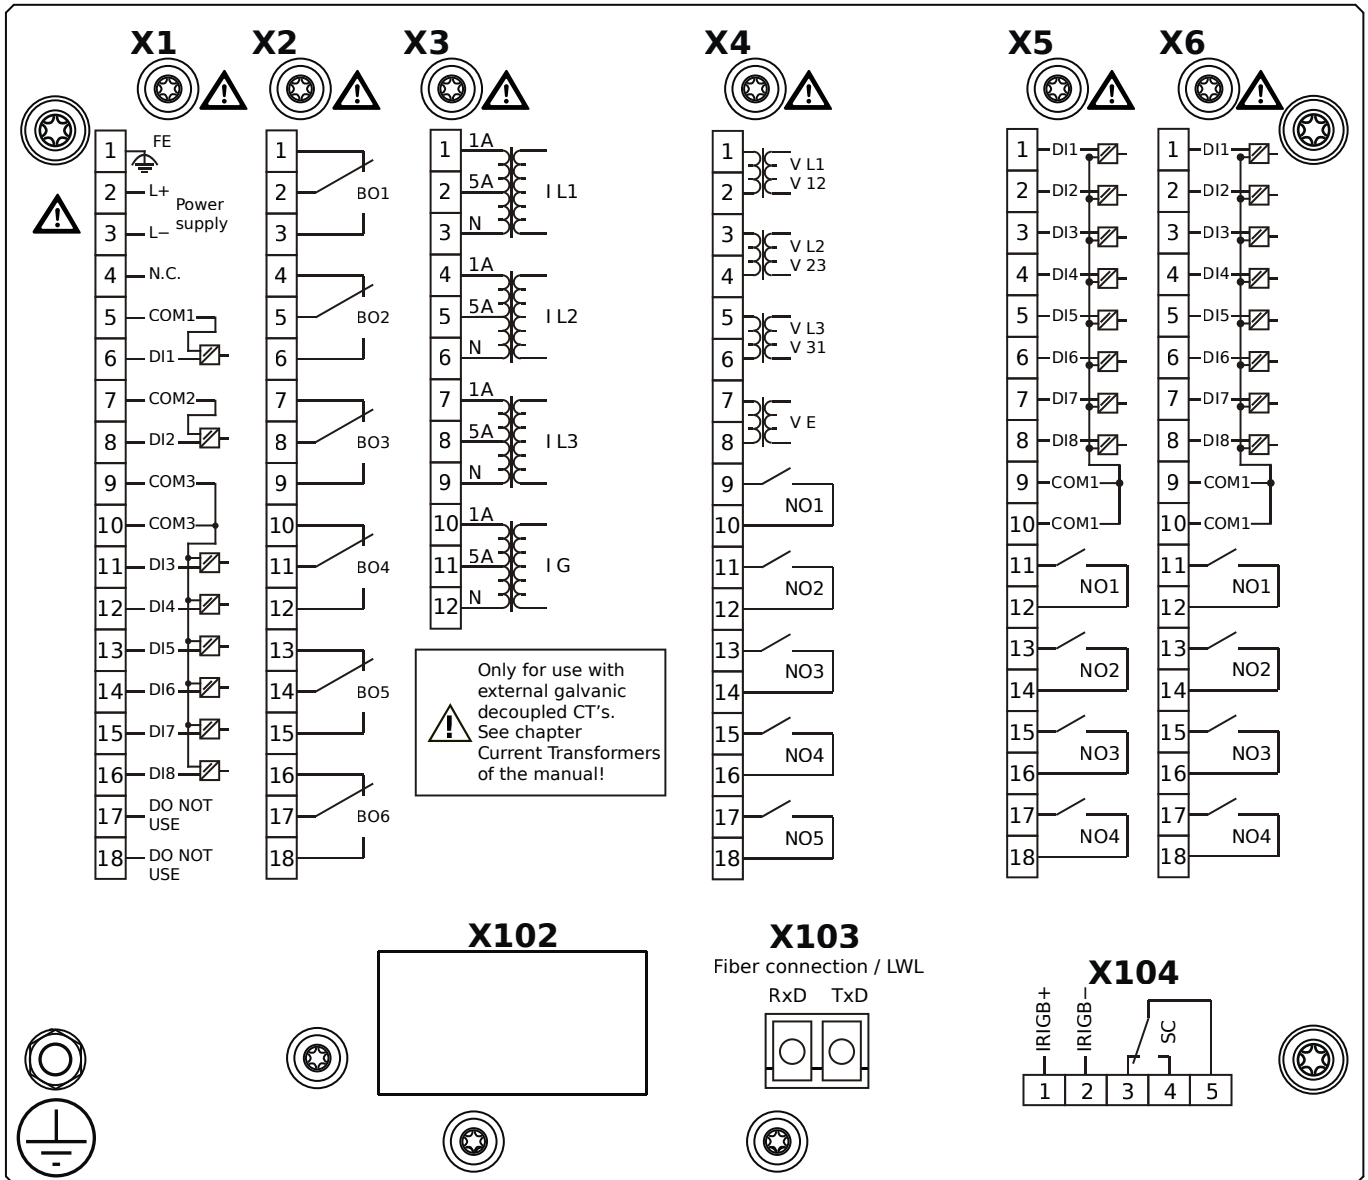 X1 X2 X3 X4 X5 X6
1 FE
2 L+
Power
supply
3 L−
4 N.C.
5 COM1
6 DI1
7 COM2
8 DI2
9 COM3
10 COM3
11 DI3
12 DI4
13 DI5
14 DI6
15 DI7
16 DI8
17 DO NOT
USE
18 DO NOT
USE
1
2 BO1
3
4
5 BO2
6
7
8 BO3
9
10
11 BO4
12
13
14 BO5
15
16
17 BO6
18
1 1A
2 5A I L1
3 N
4 1A
5 5A I L2
6 N
7 1A
8 5A I L3
9 N
10 1A
11 5A I G
12 N
Only for use with
external galvanic
decoupled CT's.
See chapter
Current Transformers
of the manual!
1 V L1
2 V 12
3 V L2
4 V 23
5 V L3
6 V 31
7
V E
8
9
NO1
10
11
NO2
12
13
NO3
14
15
NO4
16
17
NO5
18
1 DI1
2 DI2
3 DI3
4 DI4
5 DI5
6 DI6
7 DI7
8 DI8
9 COM1
10 COM1
11
NO1
12
13
NO2
14
15
NO3
16
17
NO4
18
1 DI1
2 DI2
3 DI3
4 DI4
5 DI5
6 DI6
7 DI7
8 DI8
9 COM1
10 COM1
11
NO1
12
13
NO2
14
15
NO3
16
17
NO4
18
X102
X103
Fiber connection / LWL
RxD TxD
X104
IRIGB+ IRIGB− SC
1 2 3 4 5